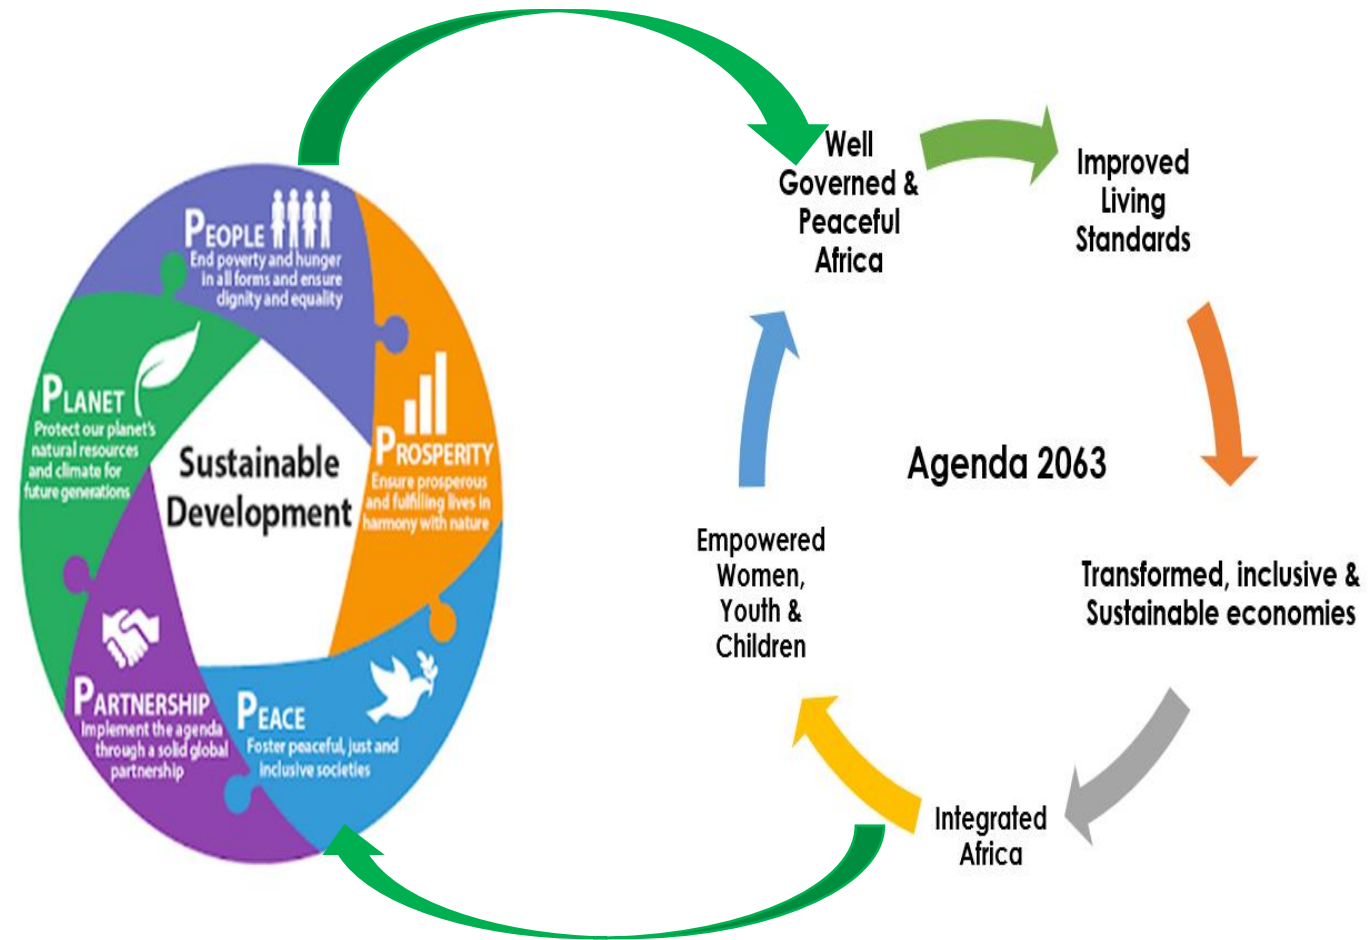 PEOPLE
End poverty and hunger
in all forms and ensure
dignity and equality
PROSPERITY
Ensure prosperous
and fulfilling lives in
harmony with nature
PEACE
Foster peaceful, just and
inclusive societies
PARTNERSHIP
Implement the agenda
through a solid global
partnership
PLANET
Protect our planet's
natural resources
and climate for
future generations
Sustainable
Development
Well
Governed &
Peaceful
Africa
Improved
Living
Standards
Transformed, inclusive &
Sustainable economies
Integrated
Africa
Empowered
Women,
Youth &
Children
Agenda 2063